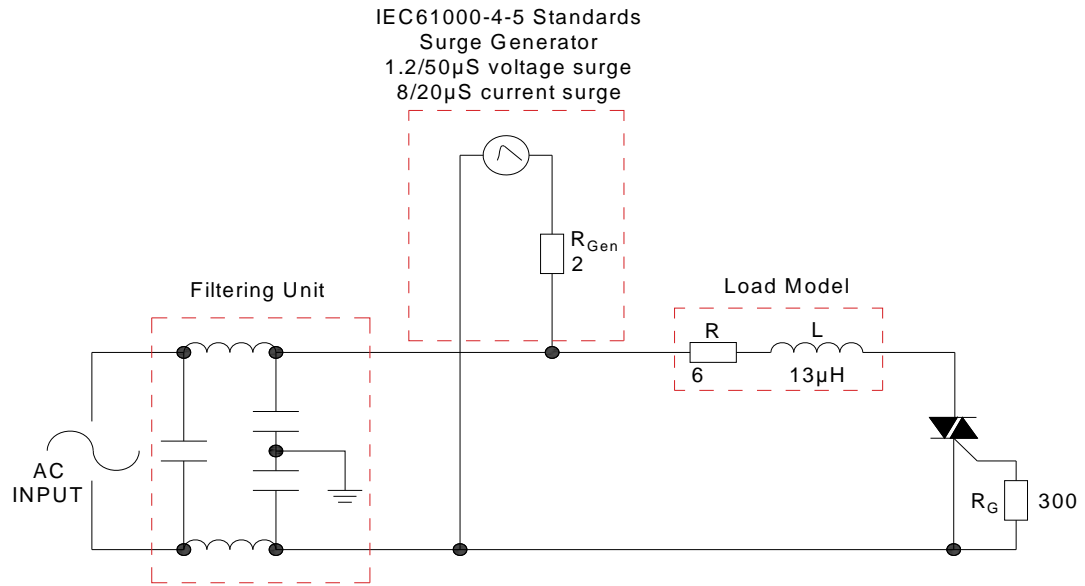 IEC61000-4-5 Standards
Surge Generator
1.2/50µS voltage surge
8/20µS current surge
RGen
2
Filtering Unit
Load Model
R
L
6
13µH
AC
INPUT
RG
300